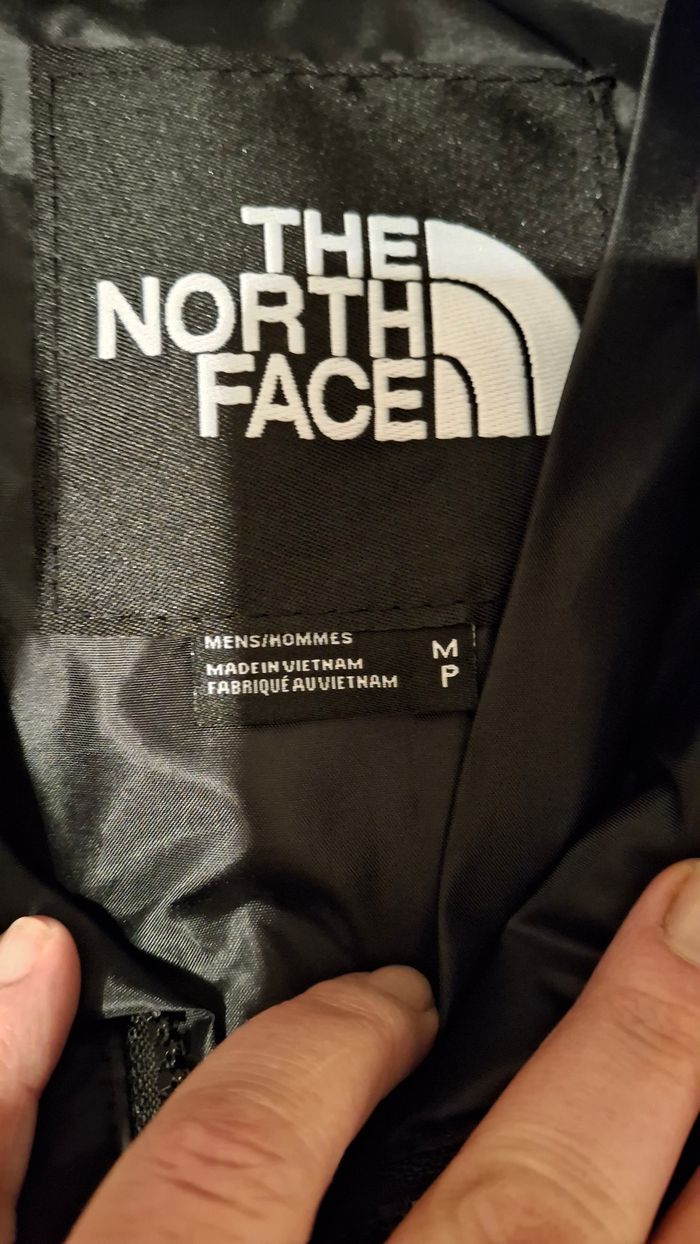 THE
NORTH
FACE
MENS/HOMMES
MADE IN VIETNAM
FABRIQUÉ AU VIETNAM
M
P